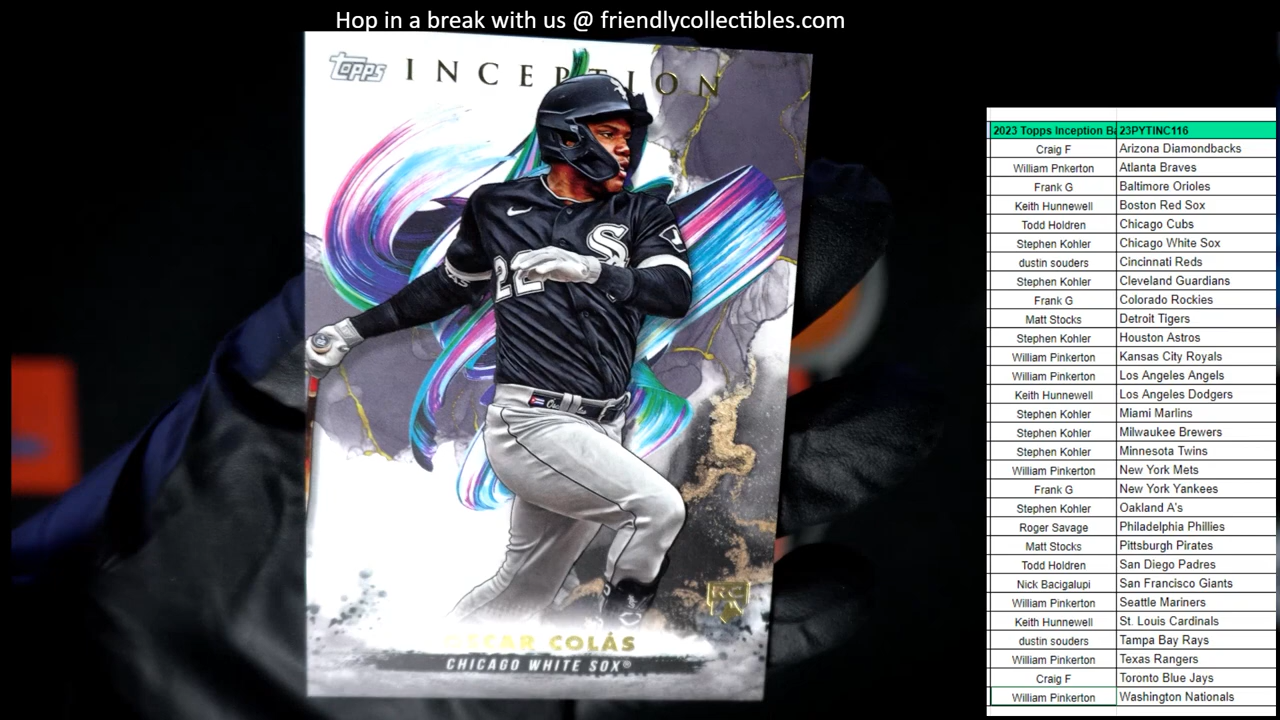 Hop in a break with us @ friendlycollectibles.com
Topps INCEPTION
S
22
RC
OSCAR COLÁS
CHICAGO WHITE SOX®
2023 Topps Inception Ba 23PYTINC116
Craig F Arizona Diamondbacks
William Pnkerton Atlanta Braves
Frank G Baltimore Orioles
Keith Hunnewell Boston Red Sox
Todd Holdren Chicago Cubs
Stephen Kohler Chicago White Sox
dustin souders Cincinnati Reds
Stephen Kohler Cleveland Guardians
Frank G Colorado Rockies
Matt Stocks Detroit Tigers
Stephen Kohler Houston Astros
William Pinkerton Kansas City Royals
William Pinkerton Los Angeles Angels
Keith Hunnewell Los Angeles Dodgers
Stephen Kohler Miami Marlins
Stephen Kohler Milwaukee Brewers
Stephen Kohler Minnesota Twins
William Pinkerton New York Mets
Frank G New York Yankees
Stephen Kohler Oakland A's
Roger Savage Philadelphia Phillies
Matt Stocks Pittsburgh Pirates
Todd Holdren San Diego Padres
Nick Bacigalupi San Francisco Giants
William Pinkerton Seattle Mariners
Keith Hunnewell St. Louis Cardinals
dustin souders Tampa Bay Rays
William Pinkerton Texas Rangers
Craig F Toronto Blue Jays
William Pinkerton Washington Nationals